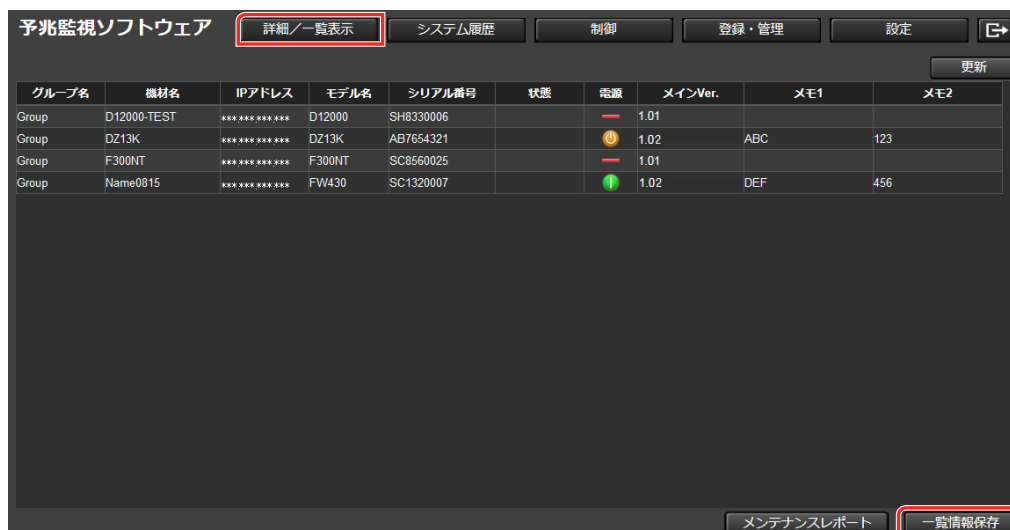 予兆監視ソフトウェア 詳細／一覧表示 システム履歴 制御 登録・管理 設定
更新
グループ名 機材名 IPアドレス モデル名 シリアル番号 状態 電源 メインVer. メモ1 メモ2
Group D12000-TEST ***.***.***.*** D12000 SH8330006 1.01
Group DZ13K ***.***.***.*** DZ13K AB7654321 1.02 ABC 123
Group F300NT ***.***.***.*** F300NT SC8560025 1.01
Group Name0815 ***.***.***.*** FW430 SC1320007 1.02 DEF 456
メンテナンスレポート 一覧情報保存